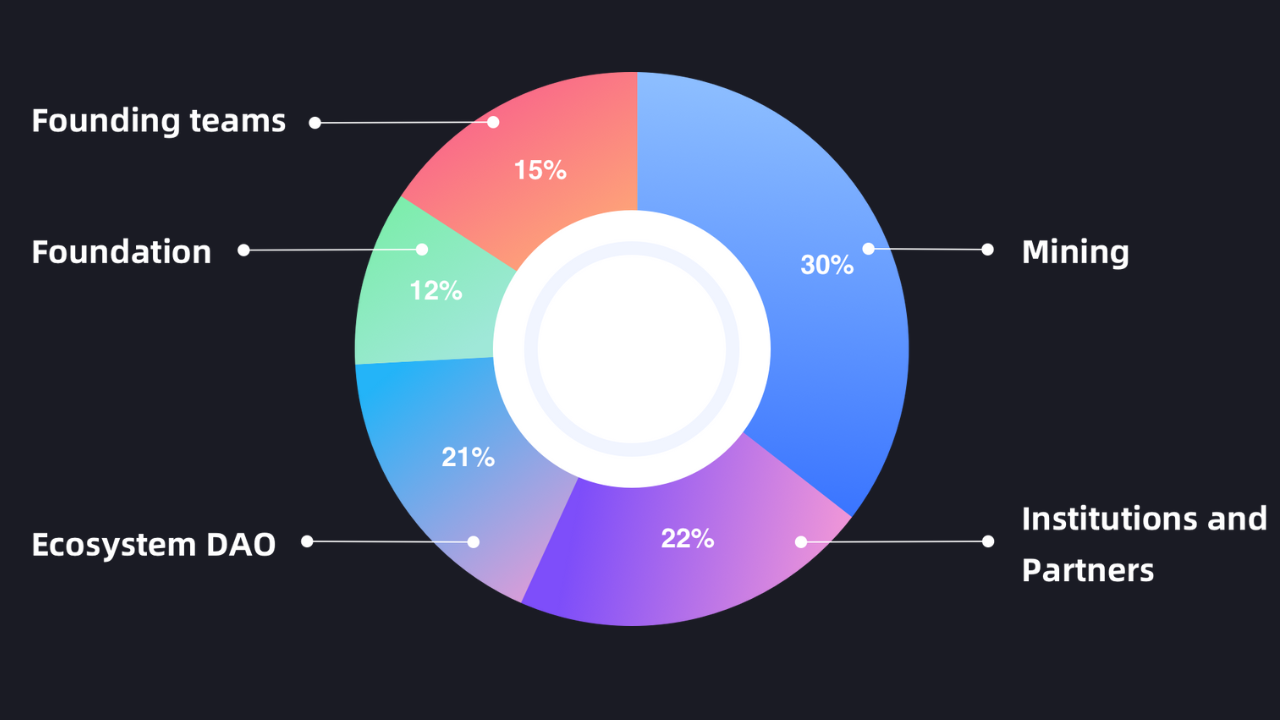 Founding teams
15%
Foundation
12%
30%
Mining
21%
Ecosystem DAO
22%
Institutions and
Partners